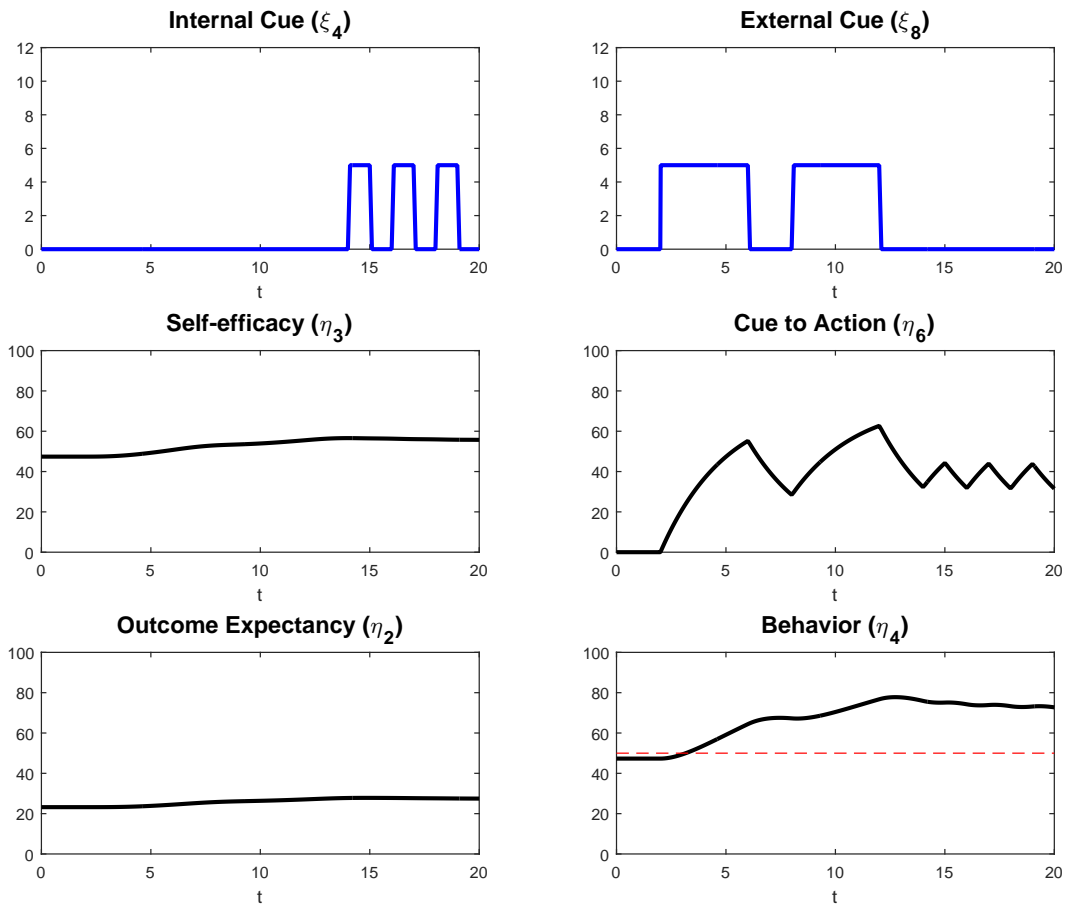 Internal Cue (ξ4)
12
10
8
6
4
2
0
0 5 10 15 20
t
External Cue (ξ8)
12
10
8
6
4
2
0
0 5 10 15 20
t
Self-efficacy (η3)
100
80
60
40
20
0
0 5 10 15 20
t
Cue to Action (η6)
100
80
60
40
20
0
0 5 10 15 20
t
Outcome Expectancy (η2)
100
80
60
40
20
0
0 5 10 15 20
t
Behavior (η4)
100
80
60
40
20
0
0 5 10 15 20
t